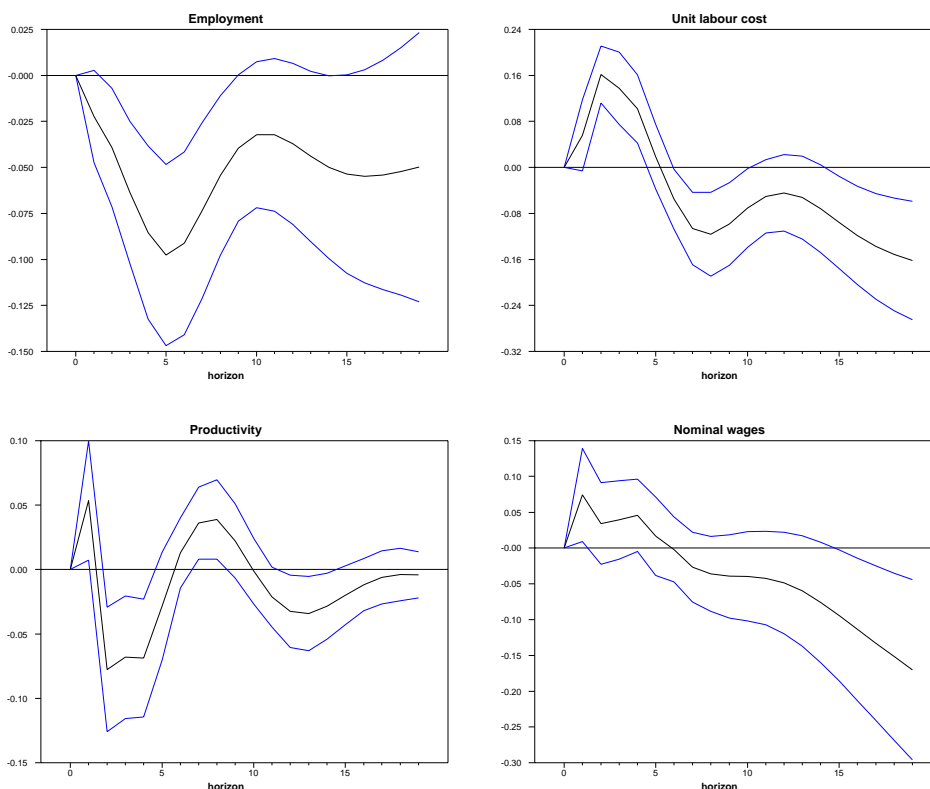 Employment
0.025
-0.000
-0.025
-0.050
-0.075
-0.100
-0.125
-0.150
0 5 10 15
horizon
Unit labour cost
0.24
0.16
0.08
0.00
-0.08
-0.16
-0.24
-0.32
0 5 10 15
horizon
Productivity
0.10
0.05
0.00
-0.05
-0.10
-0.15
0 5 10 15
horizon
Nominal wages
0.15
0.10
0.05
-0.00
-0.05
-0.10
-0.15
-0.20
-0.25
-0.30
0 5 10 15
horizon